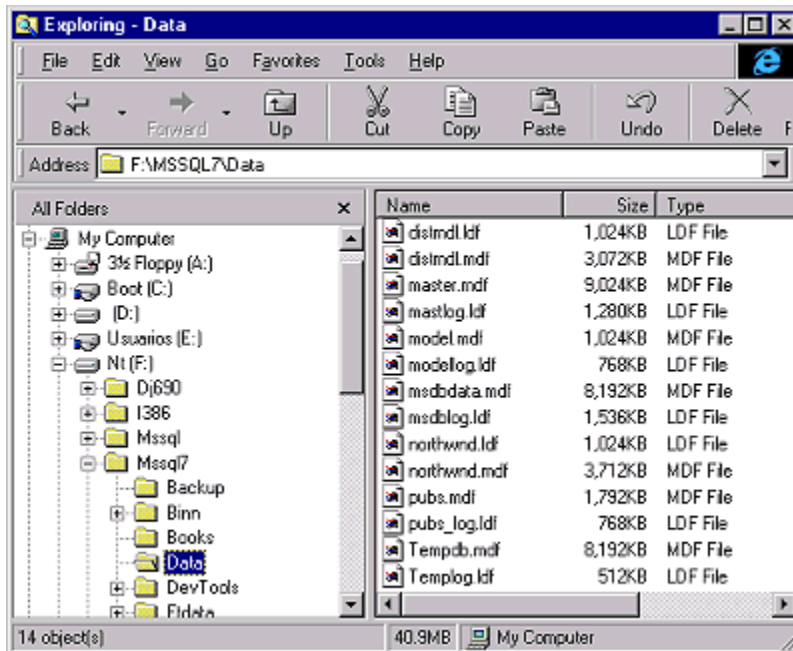 Exploring - Data
File Edit View Go Favorites Tools Help
Back Forward Up Cut Copy Paste Undo Delete F
Address F:\MSSQL7\Data
All Folders
My Computer
3½ Floppy (A:)
Boot (C:)
(D:)
Usuarios (E:)
Nt (F:)
Dj690
I386
Mssql
Mssql7
Backup
Binn
Books
Data
DevTools
Ftdata
Name Size Type
distmdl.ldf 1,024KB LDF File
distmdl.mdf 3,072KB MDF File
master.mdf 9,024KB MDF File
mastlog.ldf 1,280KB LDF File
model.mdf 1,024KB MDF File
modellog.ldf 768KB LDF File
msdbdata.mdf 8,192KB MDF File
msdblog.ldf 1,536KB LDF File
northwnd.ldf 1,024KB LDF File
northwnd.mdf 3,712KB MDF File
pubs.mdf 1,792KB MDF File
pubs_log.ldf 768KB LDF File
Tempdb.mdf 8,192KB MDF File
Templog.ldf 512KB LDF File
14 object(s) 40.9MB My Computer